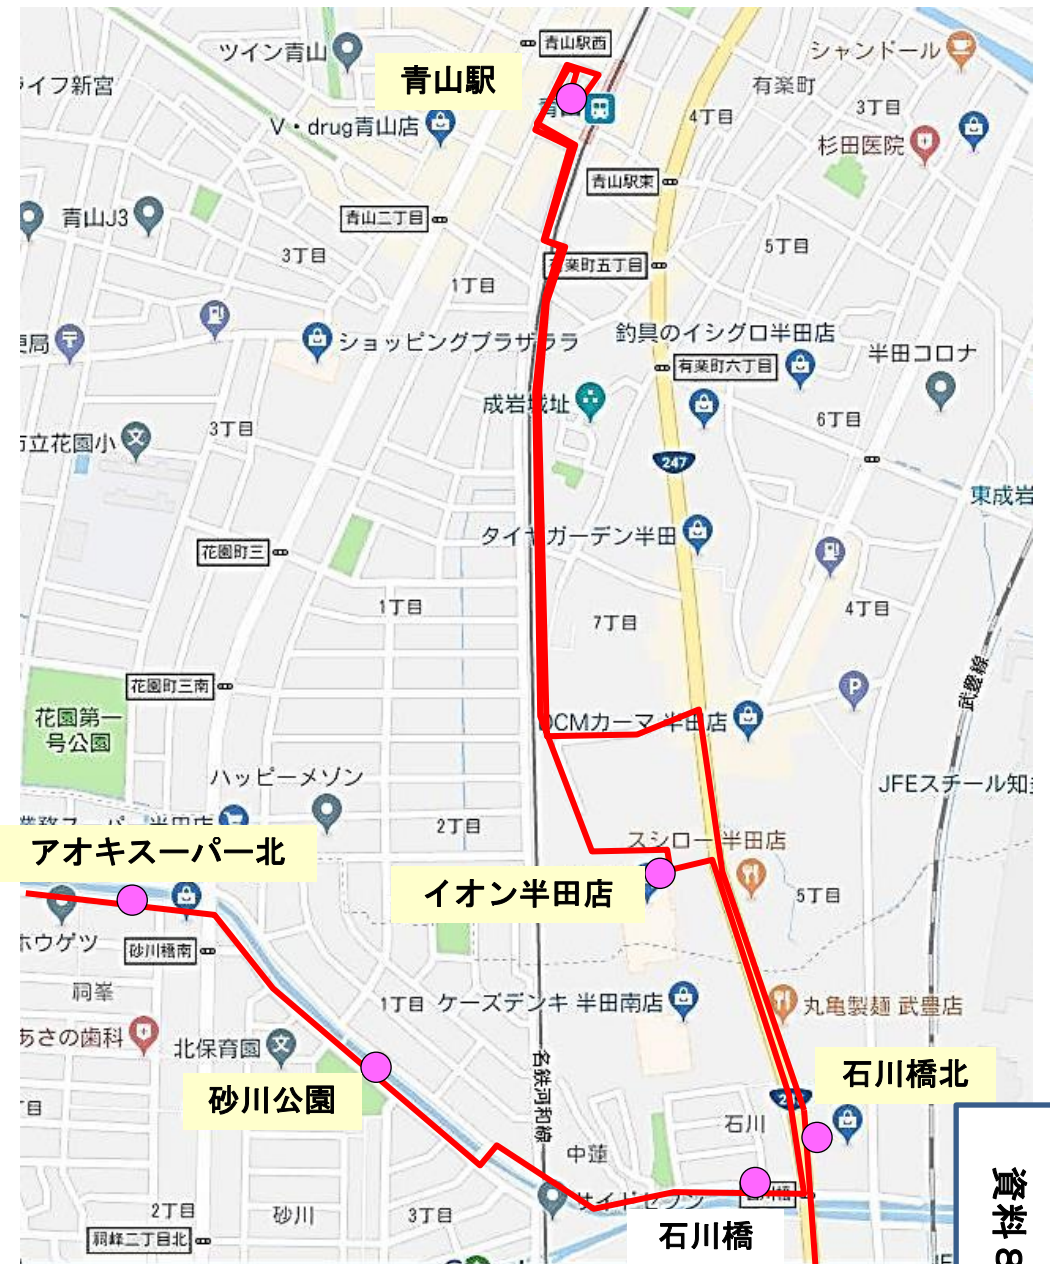 青山駅西
ツイン青山
シャンドール
青山駅
イフ新宮
有楽町
4丁目
3丁目
V・drug青山店
杉田医院
青山駅東
青山J3
青山二丁目
3丁目
5丁目
楽町五丁目
1丁目
釣具のイシグロ半田店
ショッピングプラザララ
半田コロナ
有楽町六丁目
成岩城址
6丁目
3丁目
立花園小
247
東成岩
タイヤガーデン半田
花園町三
1丁目
4丁目
7丁目
武豊線
花園町三南
花園第一
号公園
DCMカーマ 半田店
ハッピーメゾン
JFEスチール知
2丁目
スシロー 半田店
アオキスーパー北
イオン半田店
5丁目
ホウゲツ
砂川橋南
祠峯
1丁目
ケーズデンキ 半田南店
丸亀製麺 武豊店
あさの歯科
北保育園
名鉄河和線
石川橋北
砂川公園
石川
中蓮
資料8
2丁目
砂川
3丁目
石川橋
祠峰二丁目北